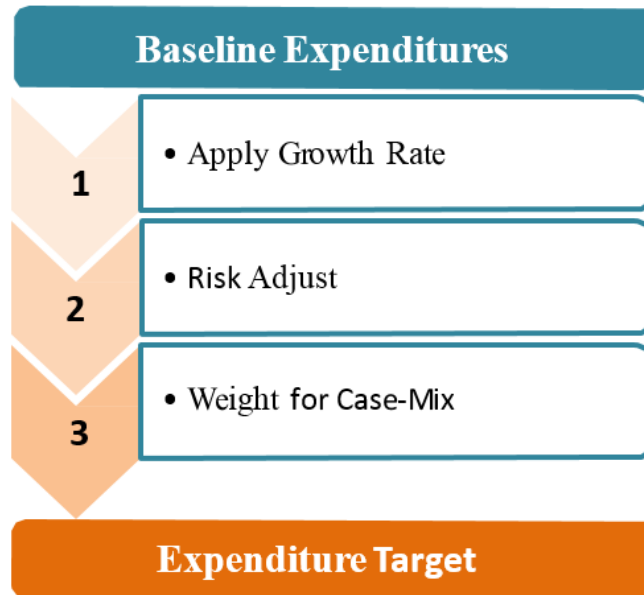 Baseline Expenditures
1
• Apply Growth Rate
2
• Risk Adjust
3
• Weight for Case-Mix
Expenditure Target